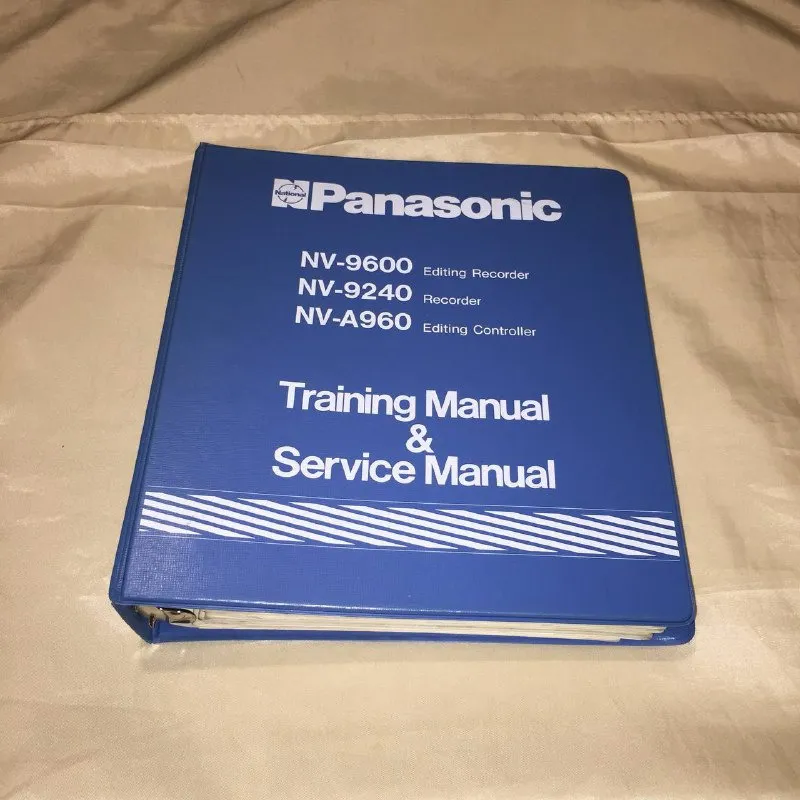 National Panasonic
NV-9600 Editing Recorder
NV-9240 Recorder
NV-A960 Editing Controller
Training Manual
&
Service Manual